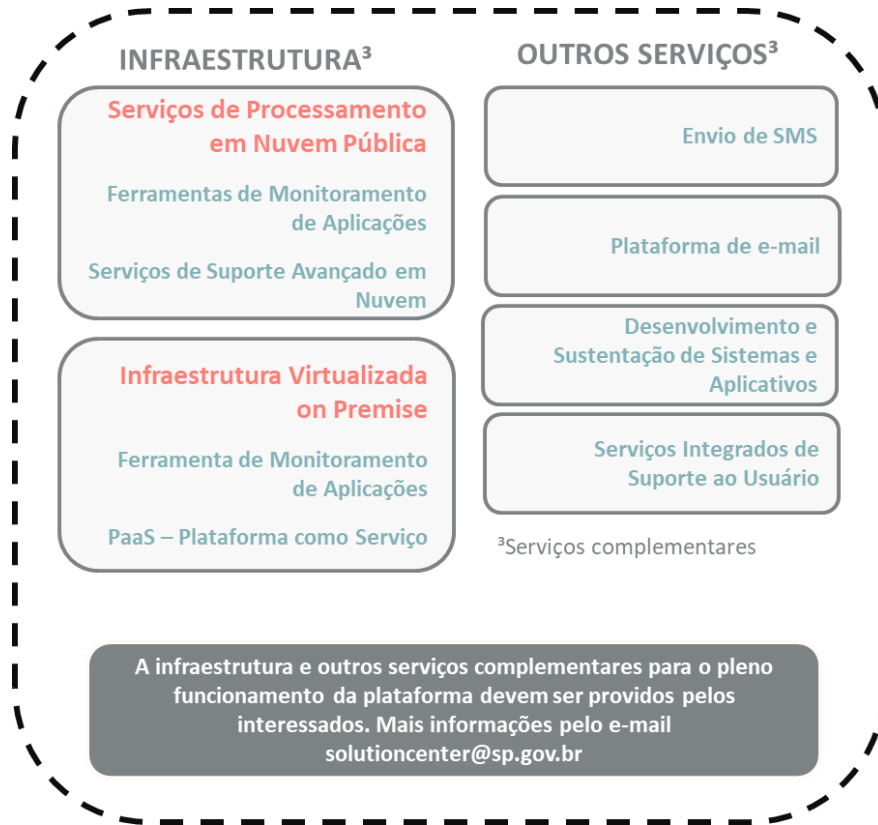 INFRAESTRUTURA³
Serviços de Processamento
em Nuvem Pública
Ferramentas de Monitoramento
de Aplicações
Serviços de Suporte Avançado em
Nuvem
Infraestrutura Virtualizada
on Premise
Ferramenta de Monitoramento
de Aplicações
PaaS – Plataforma como Serviço
OUTROS SERVIÇOS³
Envio de SMS
Plataforma de e-mail
Desenvolvimento e
Sustentação de Sistemas e
Aplicativos
Serviços Integrados de
Suporte ao Usuário
³Serviços complementares
A infraestrutura e outros serviços complementares para o pleno
funcionamento da plataforma devem ser providos pelos
interessados. Mais informações pelo e-mail
solutioncenter@sp.gov.br